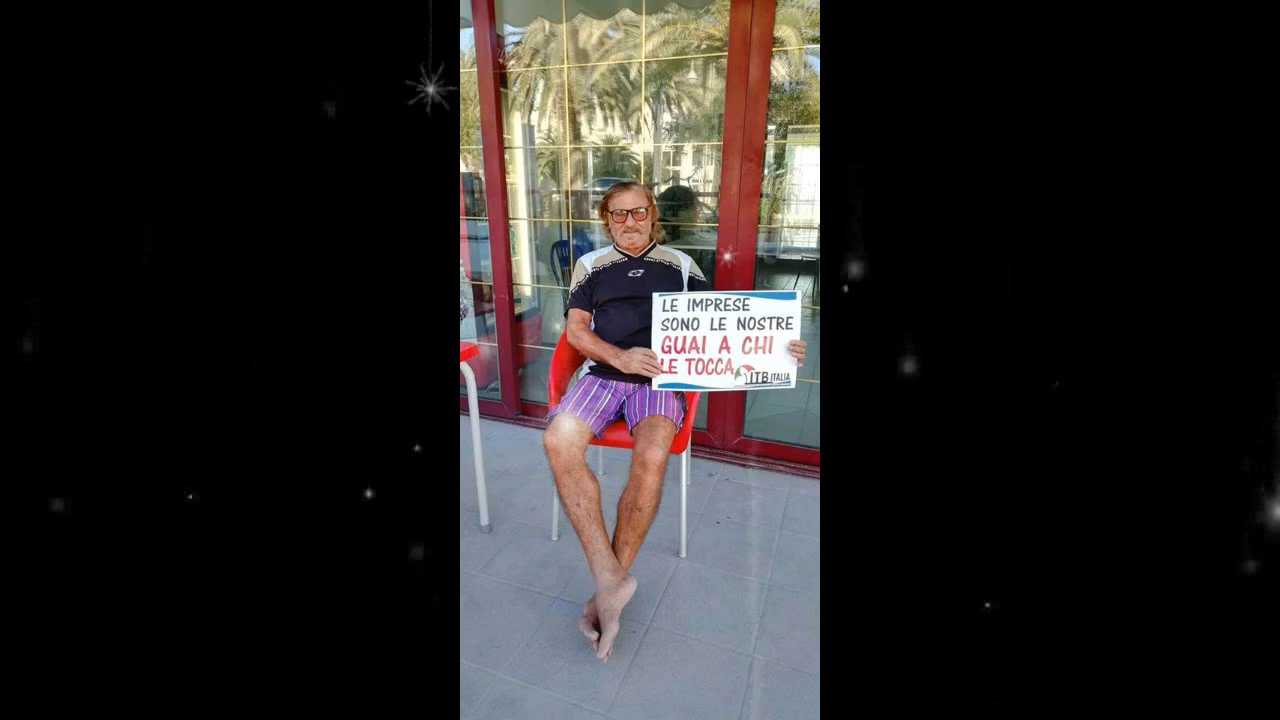 LE IMPRESE
SONO LE NOSTRE
GUAI A CHI
LE TOCCA
ITB ITALIA